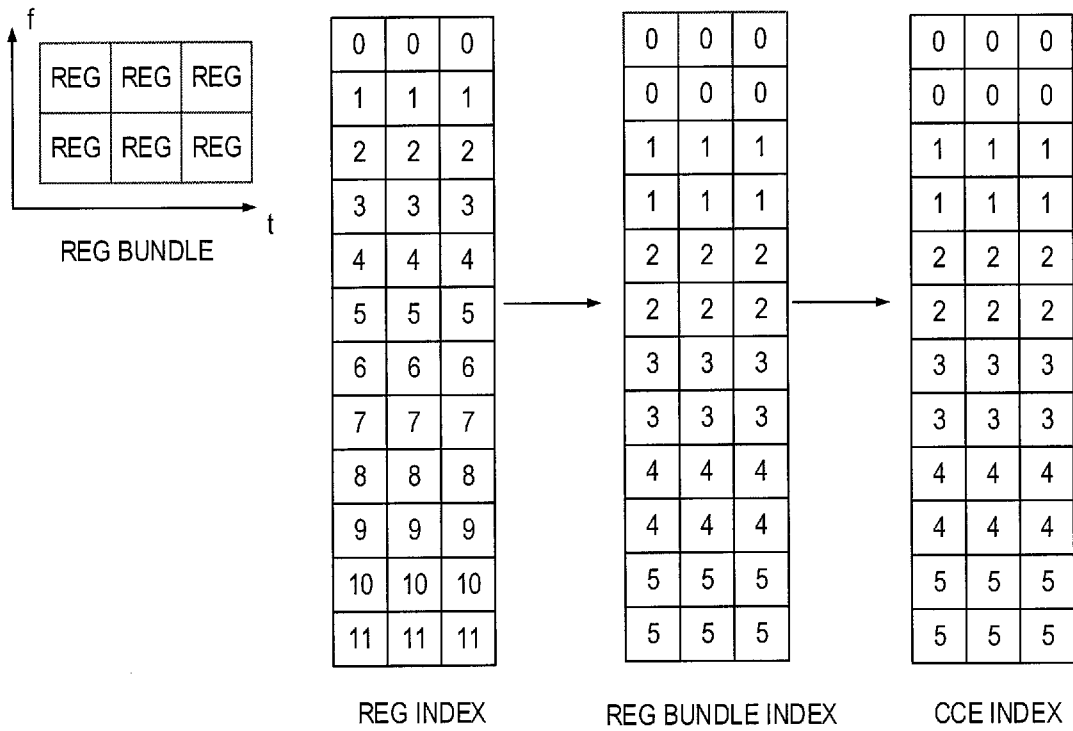 f
REG REG REG
REG REG REG
t
REG BUNDLE
0 0 0
1 1 1
2 2 2
3 3 3
4 4 4
5 5 5
6 6 6
7 7 7
8 8 8
9 9 9
10 10 10
11 11 11
REG INDEX
0 0 0
0 0 0
1 1 1
1 1 1
2 2 2
2 2 2
3 3 3
3 3 3
4 4 4
4 4 4
5 5 5
5 5 5
REG BUNDLE INDEX
0 0 0
0 0 0
1 1 1
1 1 1
2 2 2
2 2 2
3 3 3
3 3 3
4 4 4
4 4 4
5 5 5
5 5 5
CCE INDEX